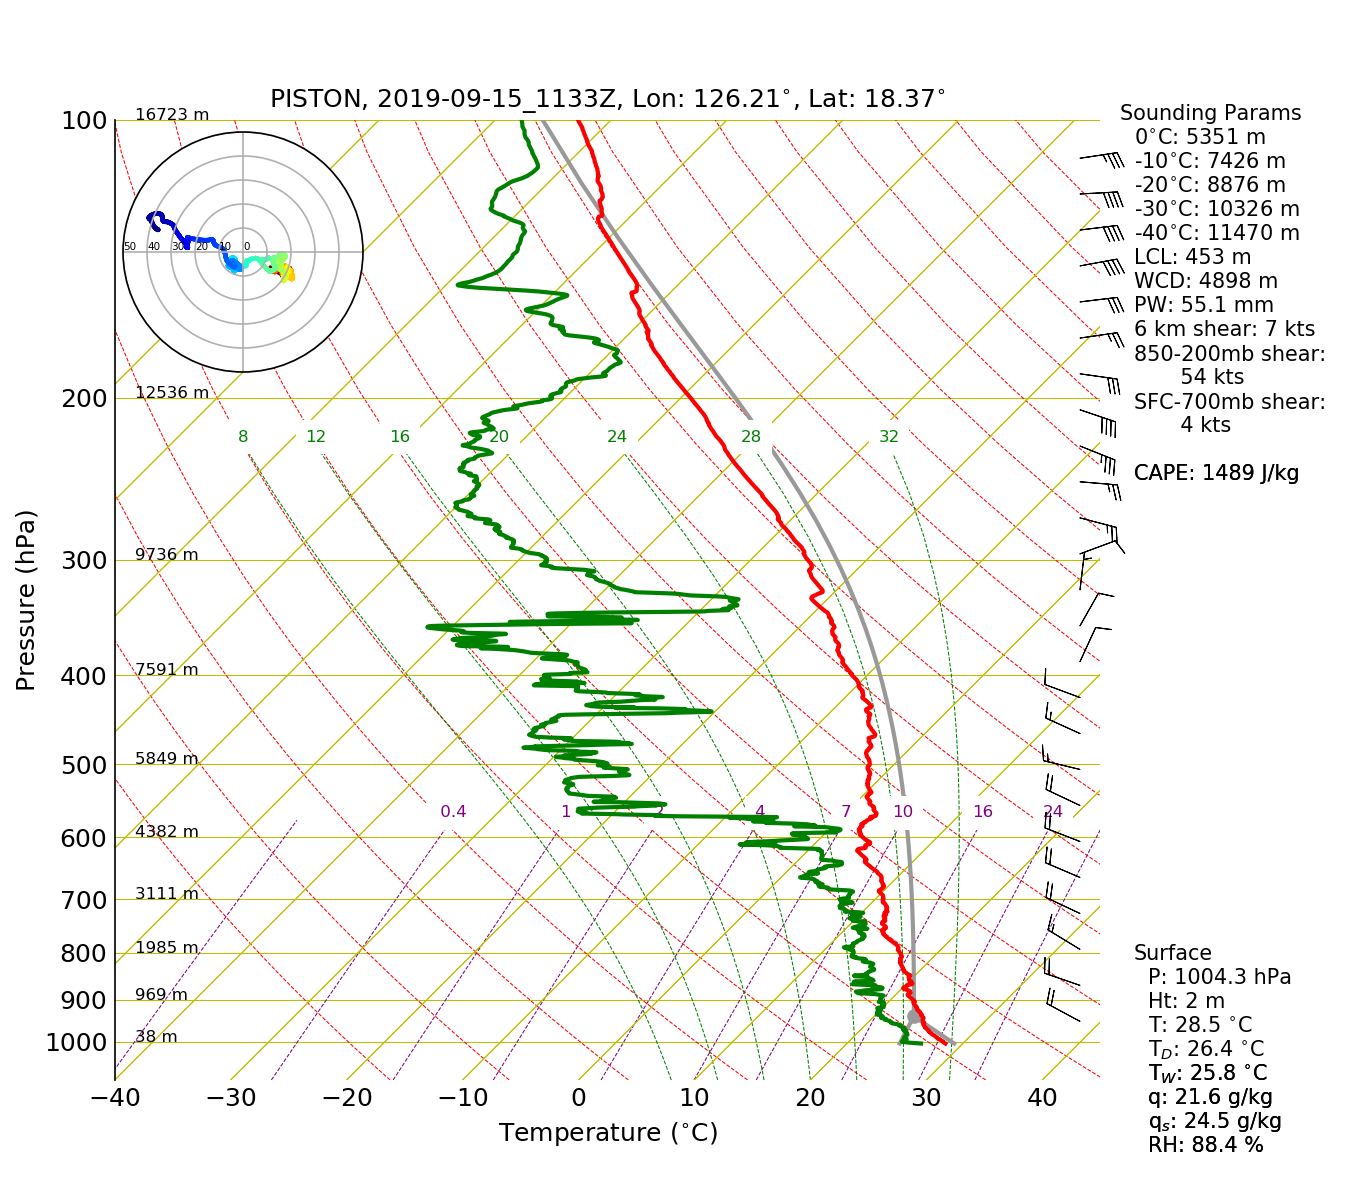 PISTON, 2019-09-15_1133Z, Lon: 126.21°, Lat: 18.37°
100
200
300
400
500
600
700
800
900
1000
Pressure (hPa)
16723 m
12536 m
9736 m
7591 m
5849 m
4382 m
3111 m
1985 m
969 m
38 m
50 40 30 20 10 0
8 12 16 20 24 28 32
0.4 1 2 4 7 10 16 24
−40 −30 −20 −10 0 10 20 30 40
Temperature (°C)
Sounding Params
0°C: 5351 m
-10°C: 7426 m
-20°C: 8876 m
-30°C: 10326 m
-40°C: 11470 m
LCL: 453 m
WCD: 4898 m
PW: 55.1 mm
6 km shear: 7 kts
850-200mb shear:
54 kts
SFC-700mb shear:
4 kts
CAPE: 1489 J/kg
Surface
P: 1004.3 hPa
Ht: 2 m
T: 28.5 °C
T_D: 26.4 °C
T_W: 25.8 °C
q: 21.6 g/kg
q_s: 24.5 g/kg
RH: 88.4 %